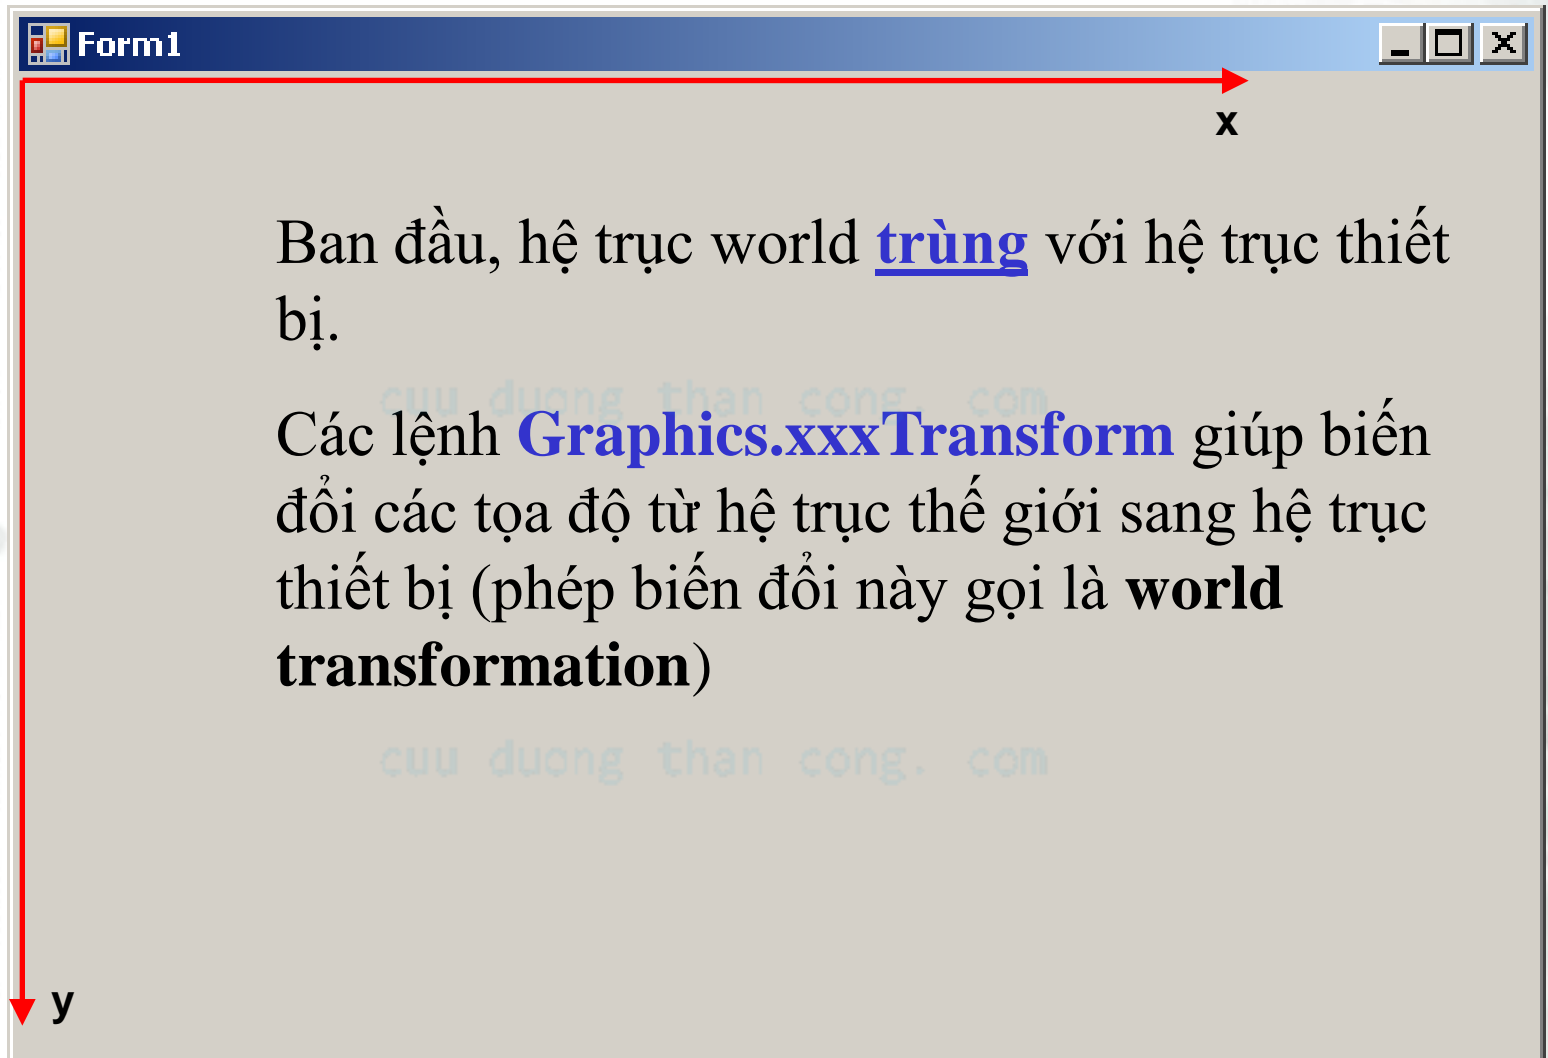 Form1
x
Ban đầu, hệ trục world trùng với hệ trục thiết
bị.
cuu duong than cong. com
Các lệnh Graphics.xxxTransform giúp biến
đổi các tọa độ từ hệ trục thế giới sang hệ trục
thiết bị (phép biến đổi này gọi là world
transformation)
cuu duong than cong. com
y